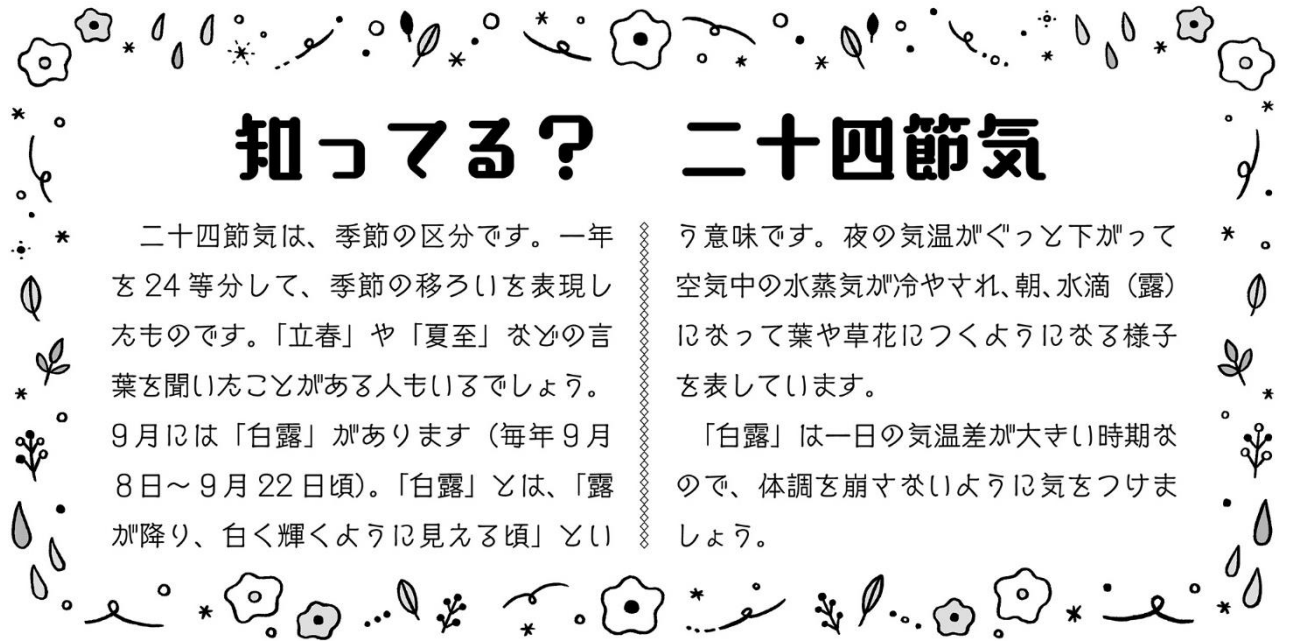 知ってる？　二十四節気
　二十四節気は、季節の区分です。一年
を 24 等分して、季節の移ろいを表現し
たものです。「立春」や「夏至」などの言
葉を聞いたことがある人もいるでしょう。
9月には「白露」があります（毎年９月
８日～９月 22 日頃）。「白露」とは、「露
が降り、白く輝くように見える頃」とい
う意味です。夜の気温がぐっと下がって
空気中の水蒸気が冷やされ、朝、水滴（露）
になって葉や草花につくようになる様子
を表しています。
　「白露」は一日の気温差が大きい時期な
ので、体調を崩さないように気をつけま
しょう。